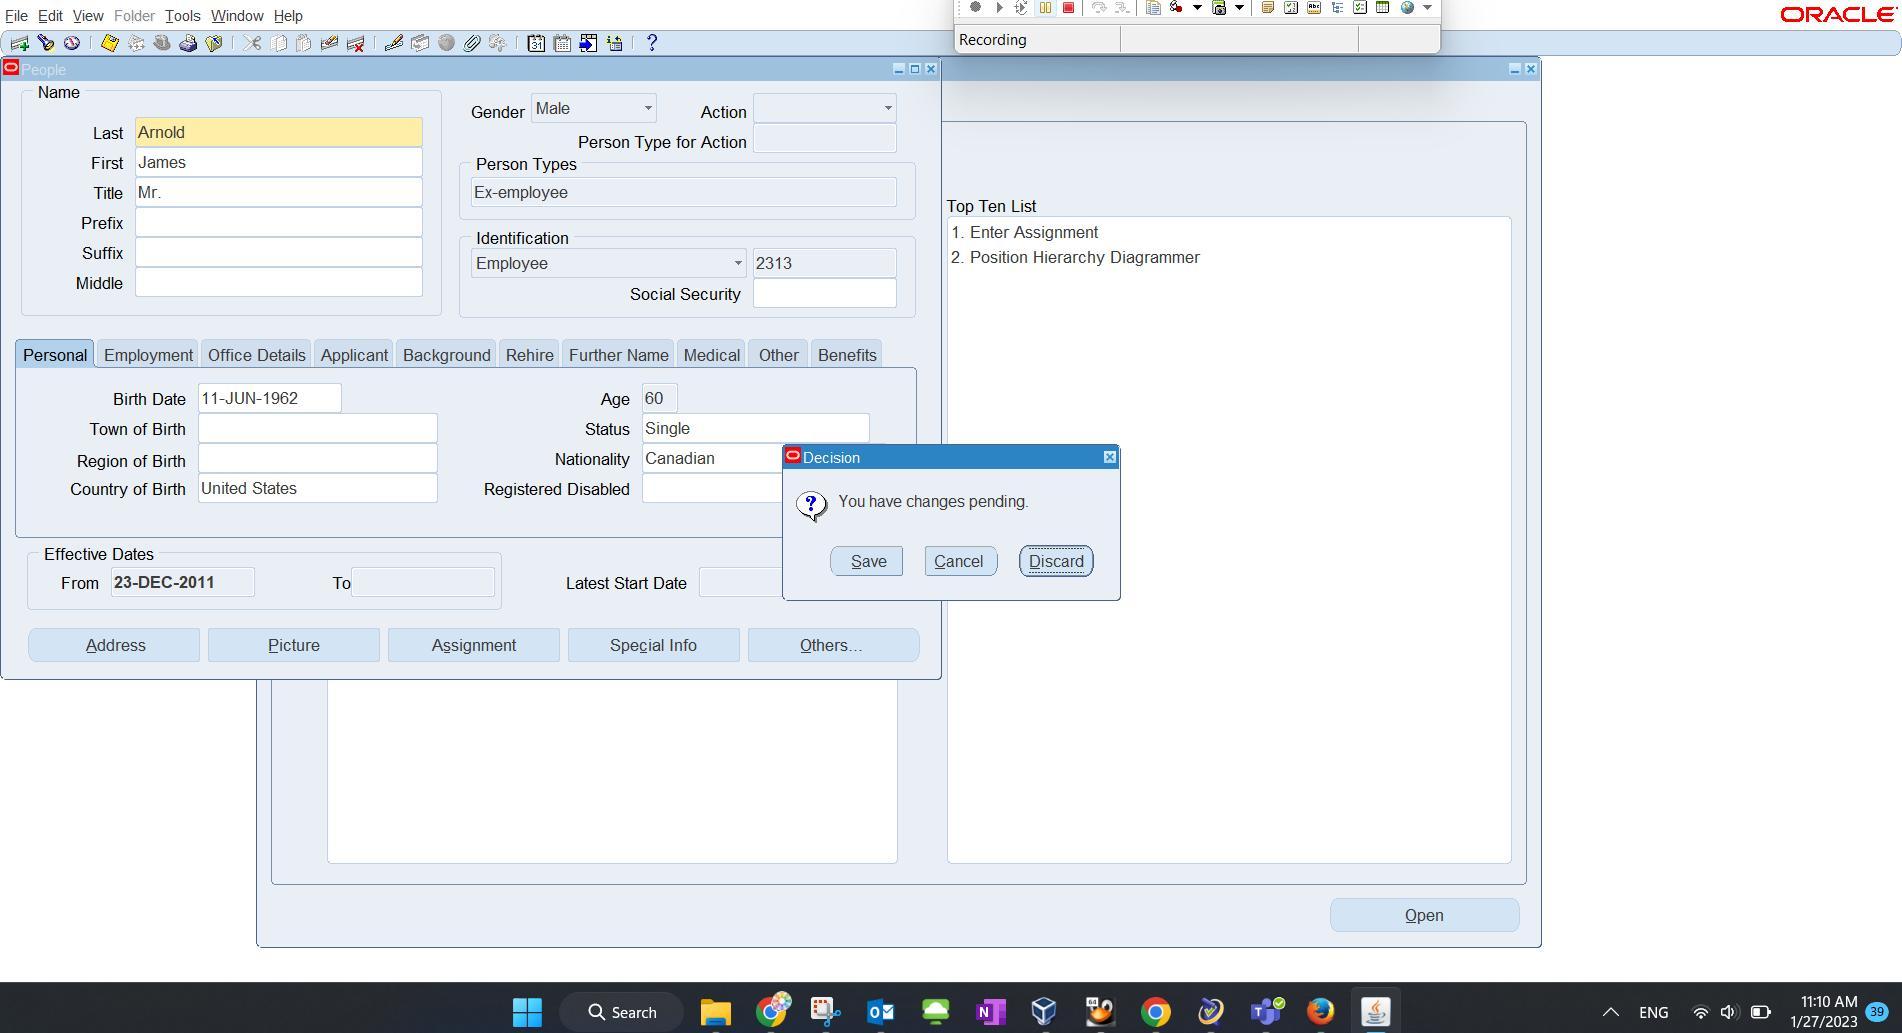 File Edit View Folder Tools Window Help
ORACLE
Recording
People
Name
Last Arnold
First James
Title Mr.
Prefix
Suffix
Middle
Gender Male
Action
Person Type for Action
Person Types
Ex-employee
Identification
Employee 2313
Social Security
Top Ten List
1. Enter Assignment
2. Position Hierarchy Diagrammer
Personal Employment Office Details Applicant Background Rehire Further Name Medical Other Benefits
Birth Date 11-JUN-1962
Town of Birth
Region of Birth
Country of Birth United States
Age 60
Status Single
Nationality Canadian
Registered Disabled
Decision
You have changes pending.
Save Cancel Discard
Effective Dates
From 23-DEC-2011 To
Latest Start Date
Address Picture Assignment Special Info Others...
Open
Search
ENG
11:10 AM
1/27/2023
39